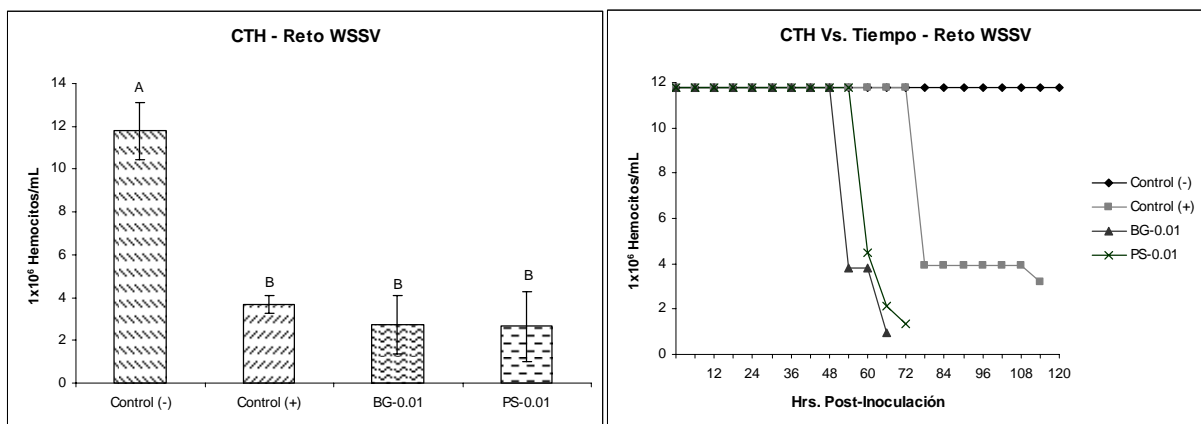 CTH - Reto WSSV
1x10⁶ Hemocitos/mL
14
12
10
8
6
4
2
0
A
B
B
B
Control (-)
Control (+)
BG-0.01
PS-0.01
CTH Vs. Tiempo - Reto WSSV
1x10⁶ Hemocitos/mL
12
10
8
6
4
2
0
12 24 36 48 60 72 84 96 108 120
Hrs. Post-Inoculación
Control (-)
Control (+)
BG-0.01
PS-0.01